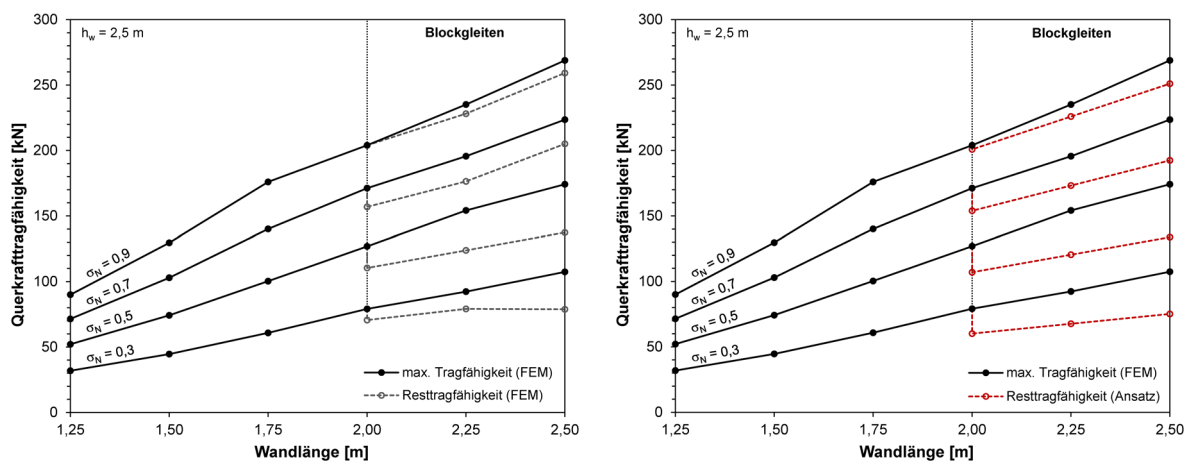 300
250
200
150
100
50
0
Querkrafttragfähigkeit [kN]
h_w = 2,5 m
Blockgleiten
σ_N = 0,9
σ_N = 0,7
σ_N = 0,5
σ_N = 0,3
max. Tragfähigkeit (FEM)
Resttragfähigkeit (FEM)
1,25 1,50 1,75 2,00 2,25 2,50
Wandlänge [m]
300
250
200
150
100
50
0
Querkrafttragfähigkeit [kN]
h_w = 2,5 m
Blockgleiten
σ_N = 0,9
σ_N = 0,7
σ_N = 0,5
σ_N = 0,3
max. Tragfähigkeit (FEM)
Resttragfähigkeit (Ansatz)
1,25 1,50 1,75 2,00 2,25 2,50
Wandlänge [m]